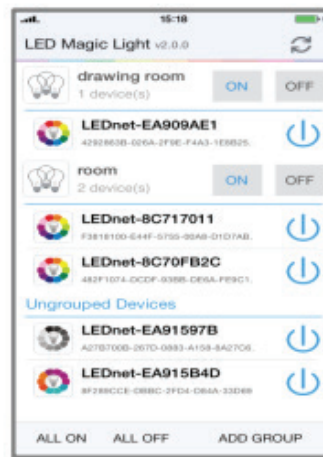 15:18
LED Magic Light v2.0.0
drawing room
1 device(s)
ON OFF
LEDnet-EA909AE1
room
2 device(s)
ON OFF
LEDnet-8C717011
LEDnet-8C70FB2C
Ungrouped Devices
LEDnet-EA91597B
LEDnet-EA915B4D
ALL ON ALL OFF ADD GROUP